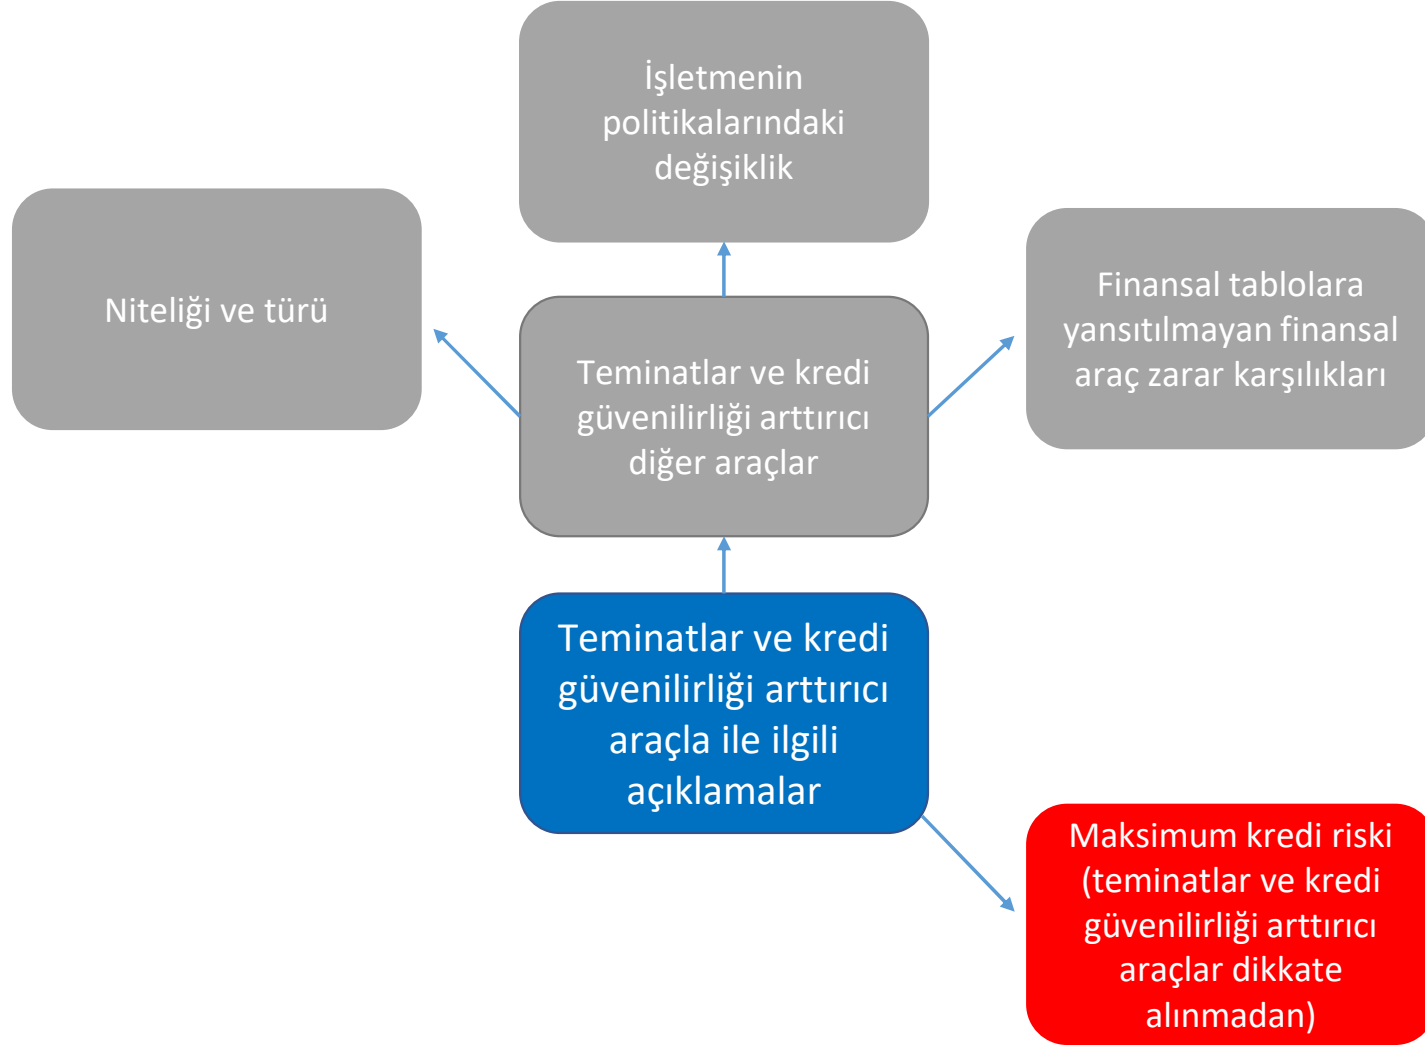 İşletmenin
politikalarındaki
değişiklik
Niteliği ve türü
Finansal tablolara
yansıtılmayan finansal
araç zarar karşılıkları
Teminatlar ve kredi
güvenilirliği arttırıcı
diğer araçlar
Teminatlar ve kredi
güvenilirliği arttırıcı
araçla ile ilgili
açıklamalar
Maksimum kredi riski
(teminatlar ve kredi
güvenilirliği arttırıcı
araçlar dikkate
alınmadan)